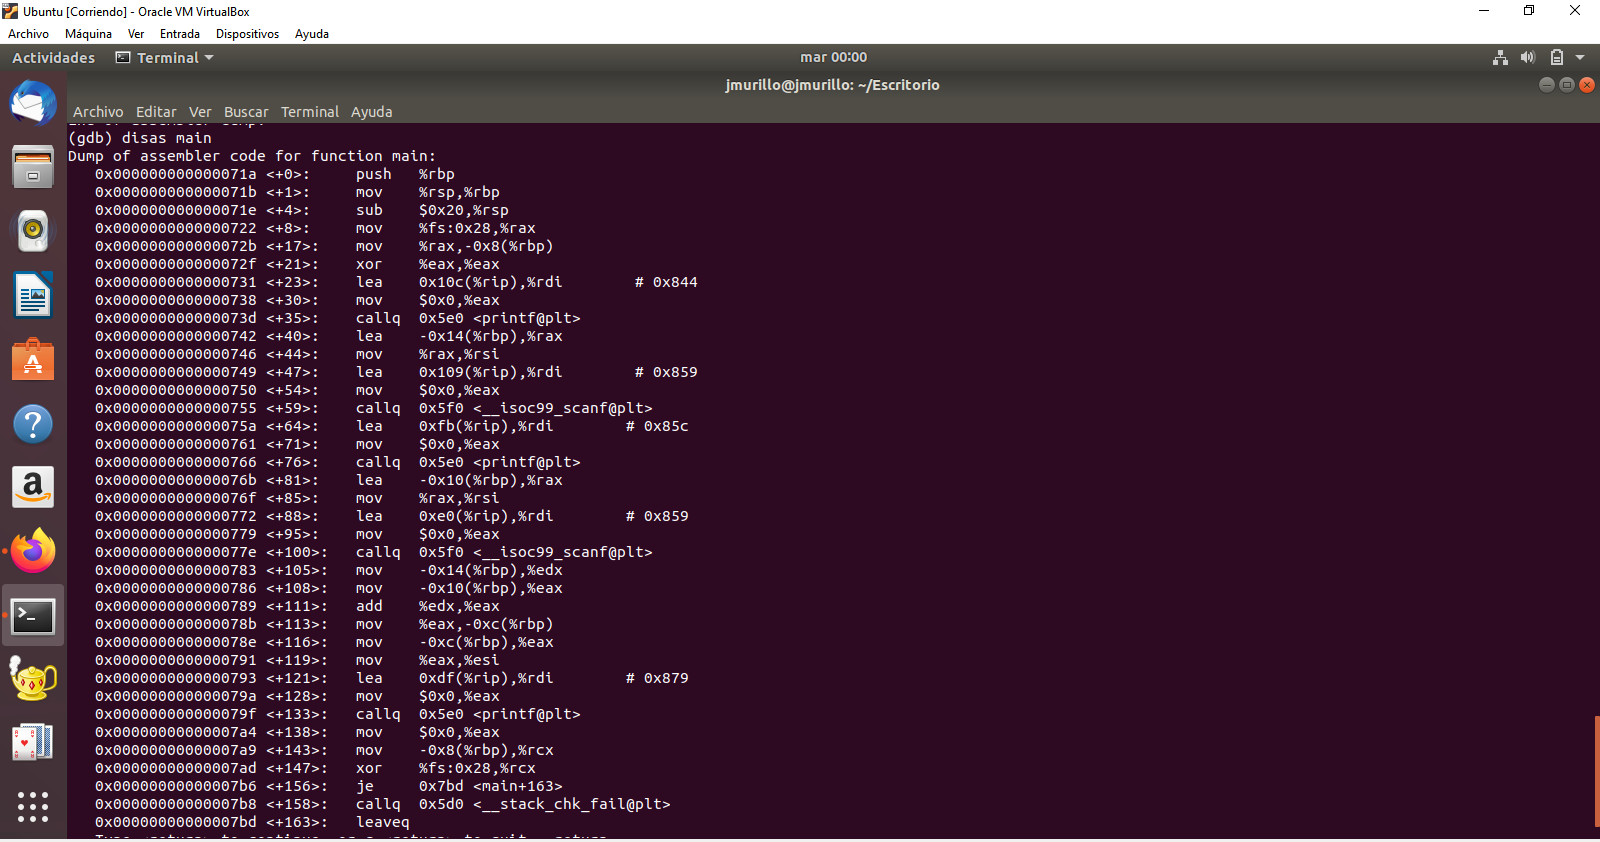 Ubuntu [Corriendo] - Oracle VM VirtualBox
Archivo Máquina Ver Entrada Dispositivos Ayuda
Actividades Terminal mar 00:00
jmurillo@jmurillo: ~/Escritorio
Archivo Editar Ver Buscar Terminal Ayuda
(gdb) disas main
Dump of assembler code for function main:
0x000000000000071a <+0>: push %rbp
0x000000000000071b <+1>: mov %rsp,%rbp
0x000000000000071e <+4>: sub $0x20,%rsp
0x0000000000000722 <+8>: mov %fs:0x28,%rax
0x000000000000072b <+17>: mov %rax,-0x8(%rbp)
0x000000000000072f <+21>: xor %eax,%eax
0x0000000000000731 <+23>: lea 0x10c(%rip),%rdi # 0x844
0x0000000000000738 <+30>: mov $0x0,%eax
0x000000000000073d <+35>: callq 0x5e0 <printf@plt>
0x0000000000000742 <+40>: lea -0x14(%rbp),%rax
0x0000000000000746 <+44>: mov %rax,%rsi
0x0000000000000749 <+47>: lea 0x109(%rip),%rdi # 0x859
0x0000000000000750 <+54>: mov $0x0,%eax
0x0000000000000755 <+59>: callq 0x5f0 <__isoc99_scanf@plt>
0x000000000000075a <+64>: lea 0xfb(%rip),%rdi # 0x85c
0x0000000000000761 <+71>: mov $0x0,%eax
0x0000000000000766 <+76>: callq 0x5e0 <printf@plt>
0x000000000000076b <+81>: lea -0x10(%rbp),%rax
0x000000000000076f <+85>: mov %rax,%rsi
0x0000000000000772 <+88>: lea 0xe0(%rip),%rdi # 0x859
0x0000000000000779 <+95>: mov $0x0,%eax
0x000000000000077e <+100>: callq 0x5f0 <__isoc99_scanf@plt>
0x0000000000000783 <+105>: mov -0x14(%rbp),%edx
0x0000000000000786 <+108>: mov -0x10(%rbp),%eax
0x0000000000000789 <+111>: add %edx,%eax
0x000000000000078b <+113>: mov %eax,-0xc(%rbp)
0x000000000000078e <+116>: mov -0xc(%rbp),%eax
0x0000000000000791 <+119>: mov %eax,%esi
0x0000000000000793 <+121>: lea 0xdf(%rip),%rdi # 0x879
0x000000000000079a <+128>: mov $0x0,%eax
0x000000000000079f <+133>: callq 0x5e0 <printf@plt>
0x00000000000007a4 <+138>: mov $0x0,%eax
0x00000000000007a9 <+143>: mov -0x8(%rbp),%rcx
0x00000000000007ad <+147>: xor %fs:0x28,%rcx
0x00000000000007b6 <+156>: je 0x7bd <main+163>
0x00000000000007b8 <+158>: callq 0x5d0 <__stack_chk_fail@plt>
0x00000000000007bd <+163>: leaveq